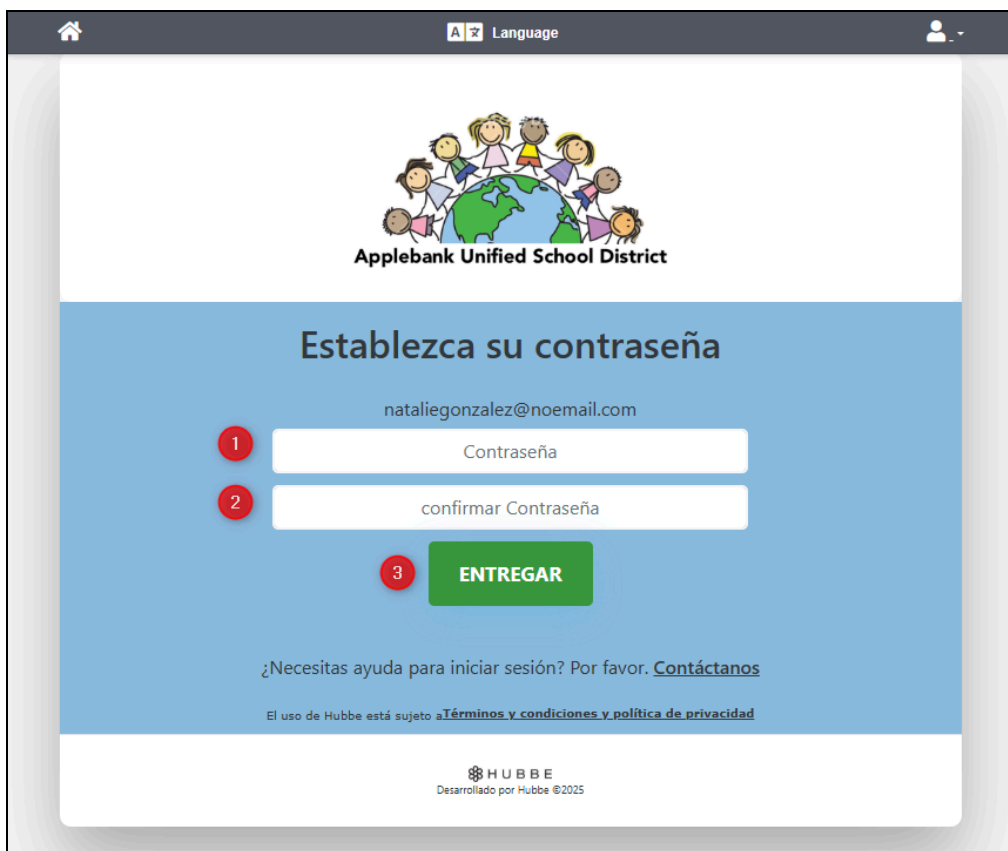 A 文 Language
Applebank Unified School District
Establezca su contraseña
nataliegonzalez@noemail.com
1 Contraseña
2 confirmar Contraseña
3 ENTREGAR
¿Necesitas ayuda para iniciar sesión? Por favor. Contáctanos
El uso de Hubbe está sujeto aTérminos y condiciones y política de privacidad
HUBBE
Desarrollado por Hubbe ©2025